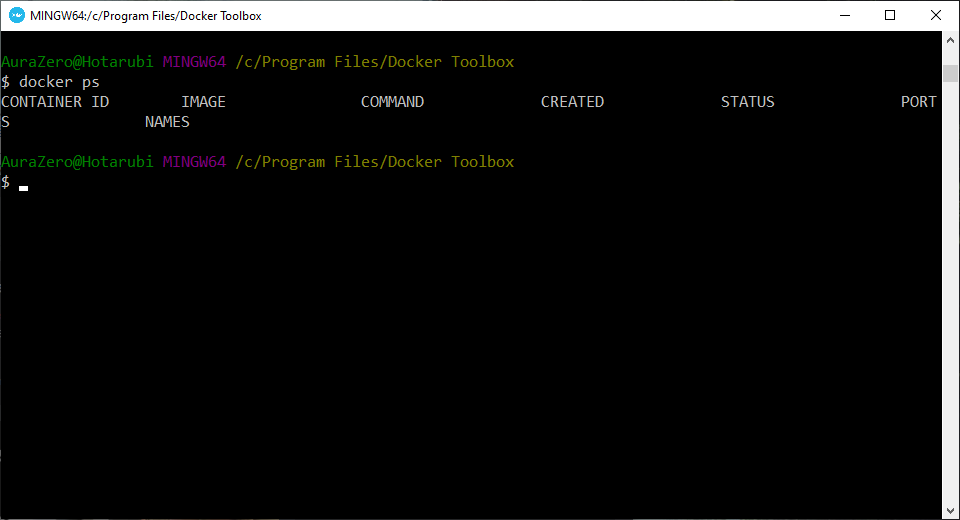 MINGW64:/c/Program Files/Docker Toolbox
AuraZero@Hotarubi MINGW64 /c/Program Files/Docker Toolbox
$ docker ps
CONTAINER ID        IMAGE               COMMAND             CREATED             STATUS              PORT
S               NAMES
AuraZero@Hotarubi MINGW64 /c/Program Files/Docker Toolbox
$